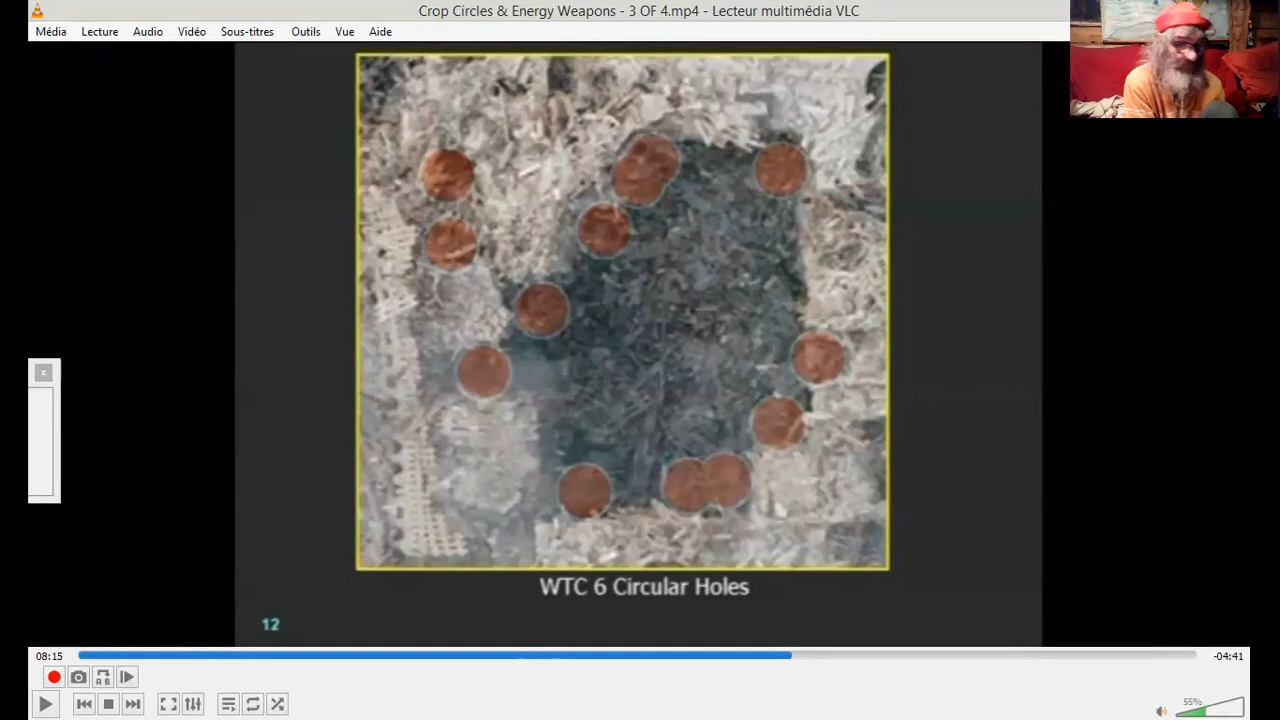 Crop Circles & Energy Weapons - 3 OF 4.mp4 - Lecteur multimédia VLC
Média Lecture Audio Vidéo Sous-titres Outils Vue Aide
x
WTC 6 Circular Holes
12
08:15
-04:41
A B
55%